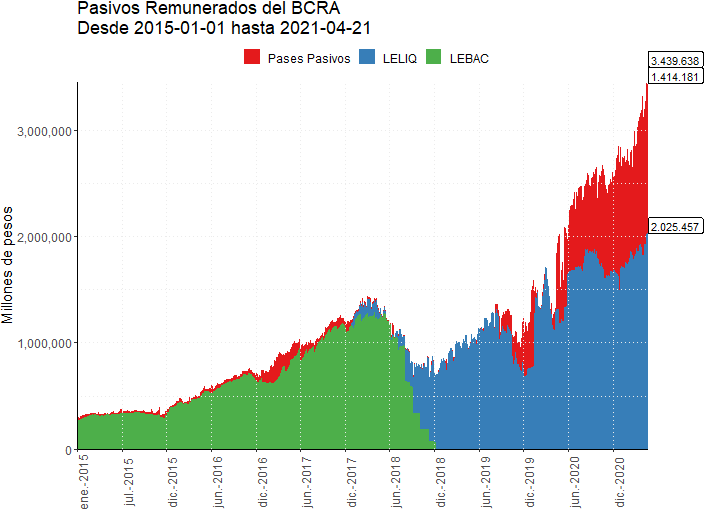 Pasivos Remunerados del BCRA
Desde 2015-01-01 hasta 2021-04-21
Pases Pasivos LELIQ LEBAC
3.439.638
1.414.181
2.025.457
Millones de pesos
3,000,000
2,000,000
1,000,000
0
ene.-2015
jul.-2015
dic.-2015
jun.-2016
dic.-2016
jun.-2017
dic.-2017
jun.-2018
dic.-2018
jun.-2019
dic.-2019
jun.-2020
dic.-2020